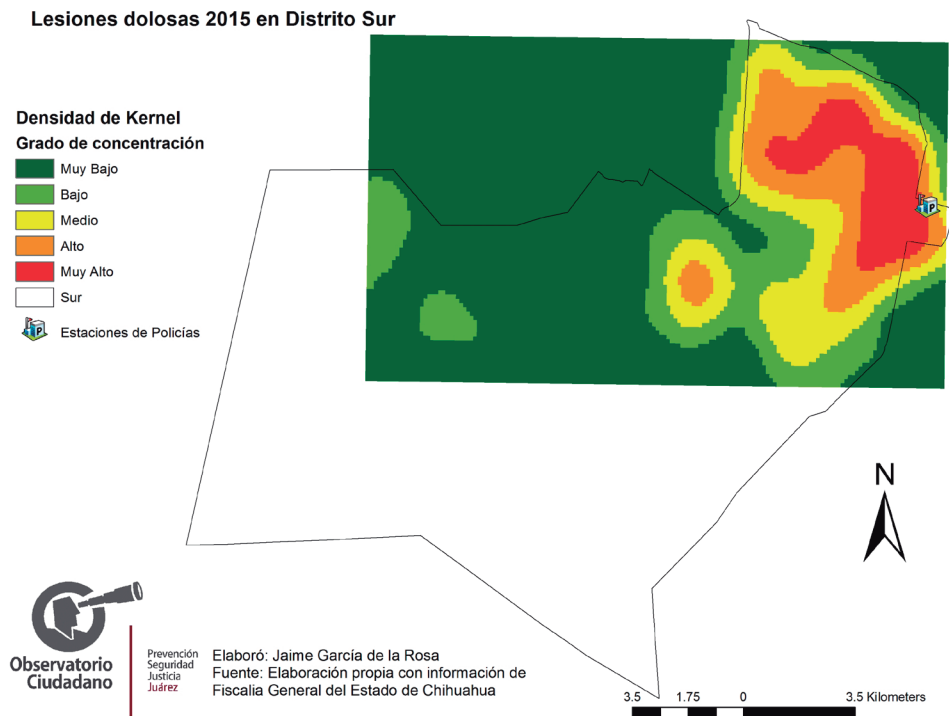 Lesiones dolosas 2015 en Distrito Sur
Densidad de Kernel
Grado de concentración
Muy Bajo
Bajo
Medio
Alto
Muy Alto
Sur
P
Estaciones de Policías
P
N
Observatorio
Ciudadano
Prevención
Seguridad
Justicia
Juárez
Elaboró: Jaime García de la Rosa
Fuente: Elaboración propia con información de
Fiscalia General del Estado de Chihuahua
3.5 1.75 0 3.5 Kilometers